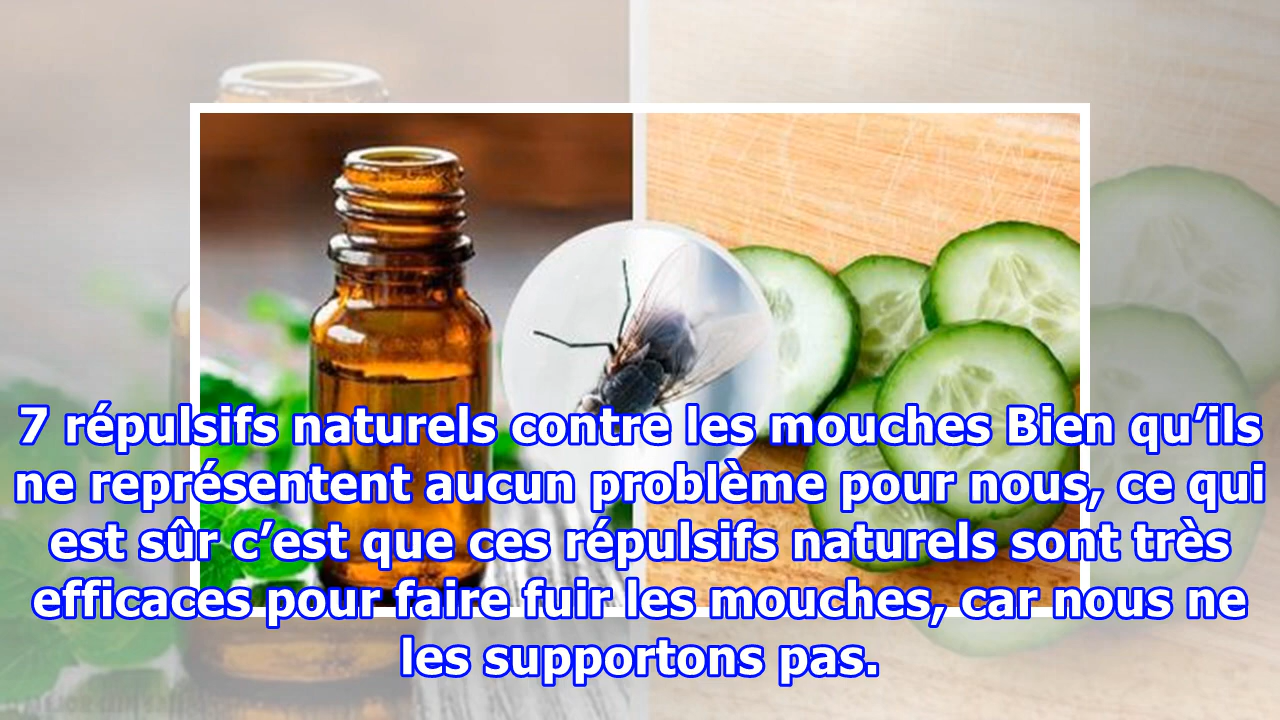 7 répulsifs naturels contre les mouches Bien qu’ils
ne représentent aucun problème pour nous, ce qui
est sûr c’est que ces répulsifs naturels sont très
efficaces pour faire fuir les mouches, car nous ne
les supportons pas.